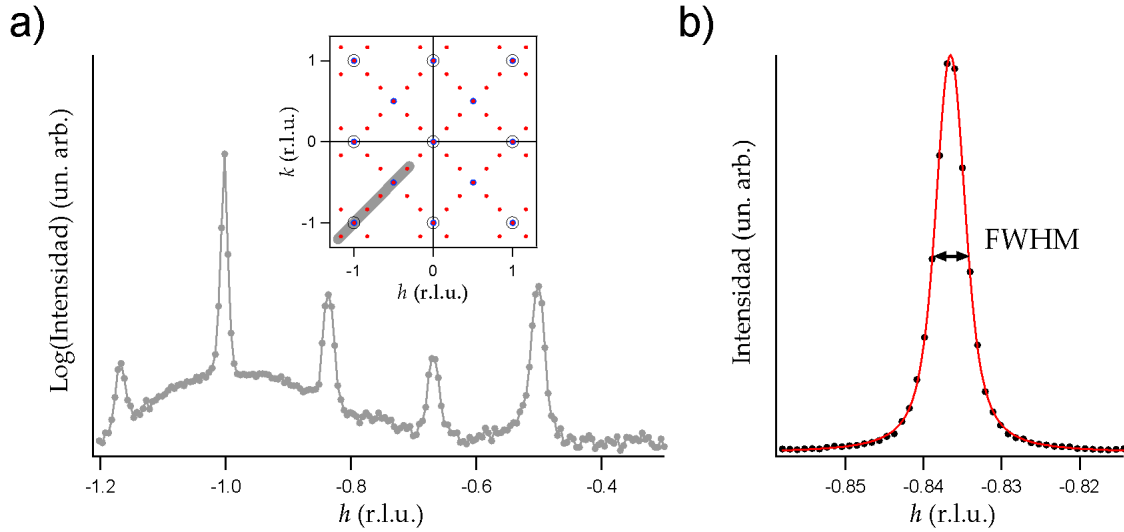 a)
Log(Intensidad) (un. arb.)
-1.2
-1.0
-0.8
-0.6
-0.4
h (r.l.u.)
k (r.l.u.)
1
0
-1
-1
0
1
h (r.l.u.)
b)
Intensidad (un. arb.)
FWHM
-0.85
-0.84
-0.83
-0.82
h (r.l.u.)